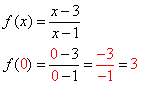 f(x) = (x−3)/(x−1)
f(0) = (0−3)/(0−1) = −3/−1 = 3